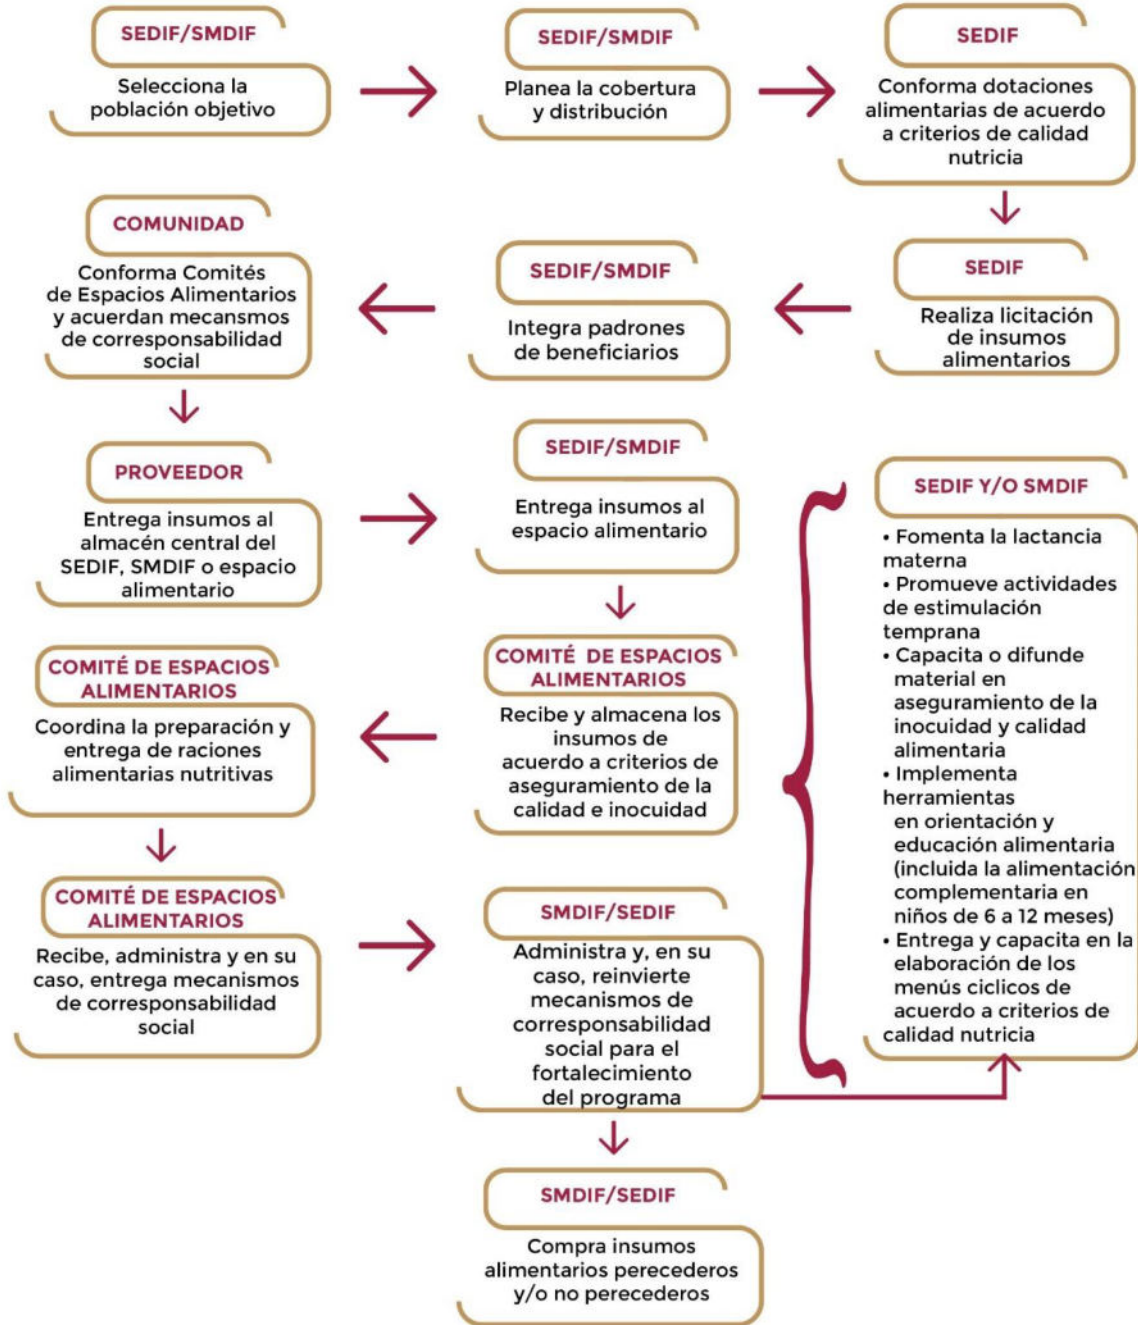 SEDIF/SMDIF
Selecciona la
población objetivo
SEDIF/SMDIF
Planea la cobertura
y distribución
SEDIF
Conforma dotaciones
alimentarias de acuerdo
a criterios de calidad
nutricia
SEDIF
Realiza licitación
de insumos
alimentarios
SEDIF/SMDIF
Integra padrones
de beneficiarios
COMUNIDAD
Conforma Comités
de Espacios Alimentarios
y acuerdan mecansmos
de corresponsabilidad
social
PROVEEDOR
Entrega insumos al
almacén central del
SEDIF, SMDIF o espacio
alimentario
SEDIF/SMDIF
Entrega insumos al
espacio alimentario
COMITÉ DE ESPACIOS
ALIMENTARIOS
Recibe y almacena los
insumos de
acuerdo a criterios de
aseguramiento de la
calidad e inocuidad
COMITÉ DE ESPACIOS
ALIMENTARIOS
Coordina la preparación y
entrega de raciones
alimentarias nutritivas
COMITÉ DE ESPACIOS
ALIMENTARIOS
Recibe, administra y en su
caso, entrega mecanismos
de corresponsabilidad
social
SMDIF/SEDIF
Administra y, en su
caso, reinvierte
mecanismos de
corresponsabilidad
social para el
fortalecimiento
del programa
SMDIF/SEDIF
Compra insumos
alimentarios perecederos
y/o no perecederos
SEDIF Y/O SMDIF
• Fomenta la lactancia
materna
• Promueve actividades
de estimulación
temprana
• Capacita o difunde
material en
aseguramiento de la
inocuidad y calidad
alimentaria
• Implementa
herramientas
en orientación y
educación alimentaria
(incluida la alimentación
complementaria en
niños de 6 a 12 meses)
• Entrega y capacita en la
elaboración de los
menús ciclicos de
acuerdo a criterios de
calidad nutricia